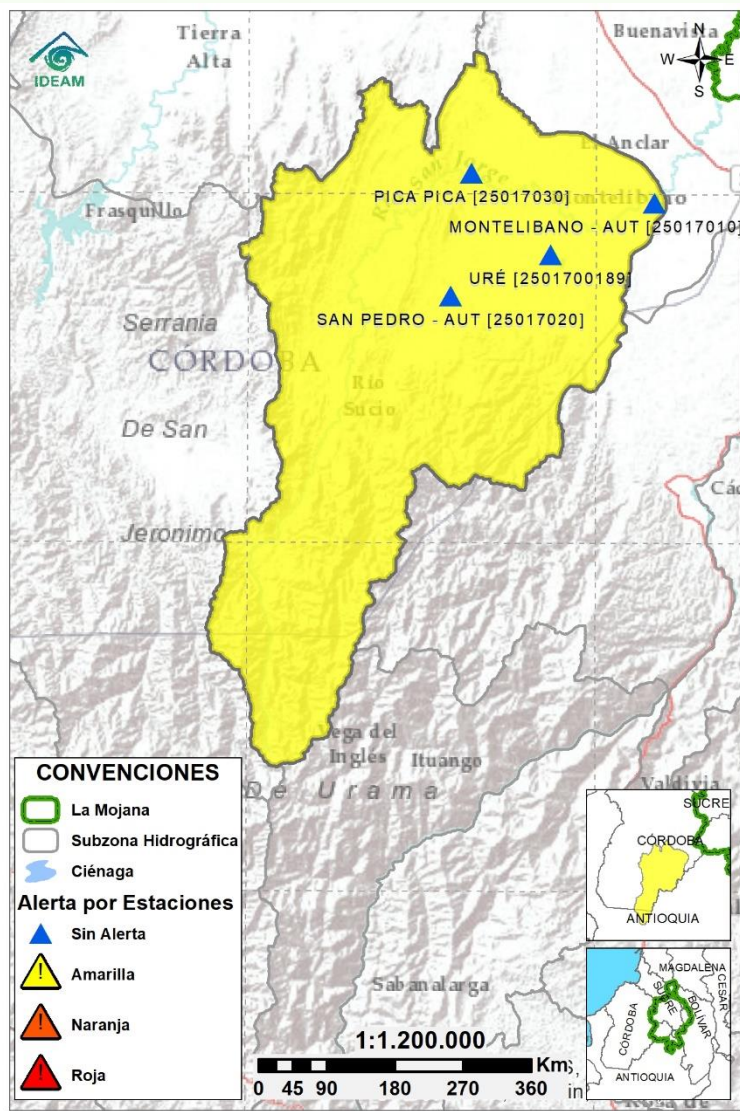 IDEAM
Tierra
Alta
Buenavista
N
W
E
S
El Anclar
Frasquillo
PICA PICA [25017030]
MONTELIBANO - AUT [25017010]
URÉ [2501700189]
SAN PEDRO - AUT [25017020]
Serrania
CÓRDOBA
Río
Sucio
De San
Jeronimo
Vega del
Ingles
Ituango
De Urama
Valdivia
Sabanalarga
CONVENCIONES
La Mojana
Subzona Hidrográfica
Ciénaga
Alerta por Estaciones
Sin Alerta
Amarilla
Naranja
Roja
1:1.200.000
Km
0 45 90 180 270 360
SUCRE
CÓRDOBA
ANTIOQUIA
MAGDALENA
CESAR
SUCRE
BOLÍVAR
CÓRDOBA
ANTIOQUIA